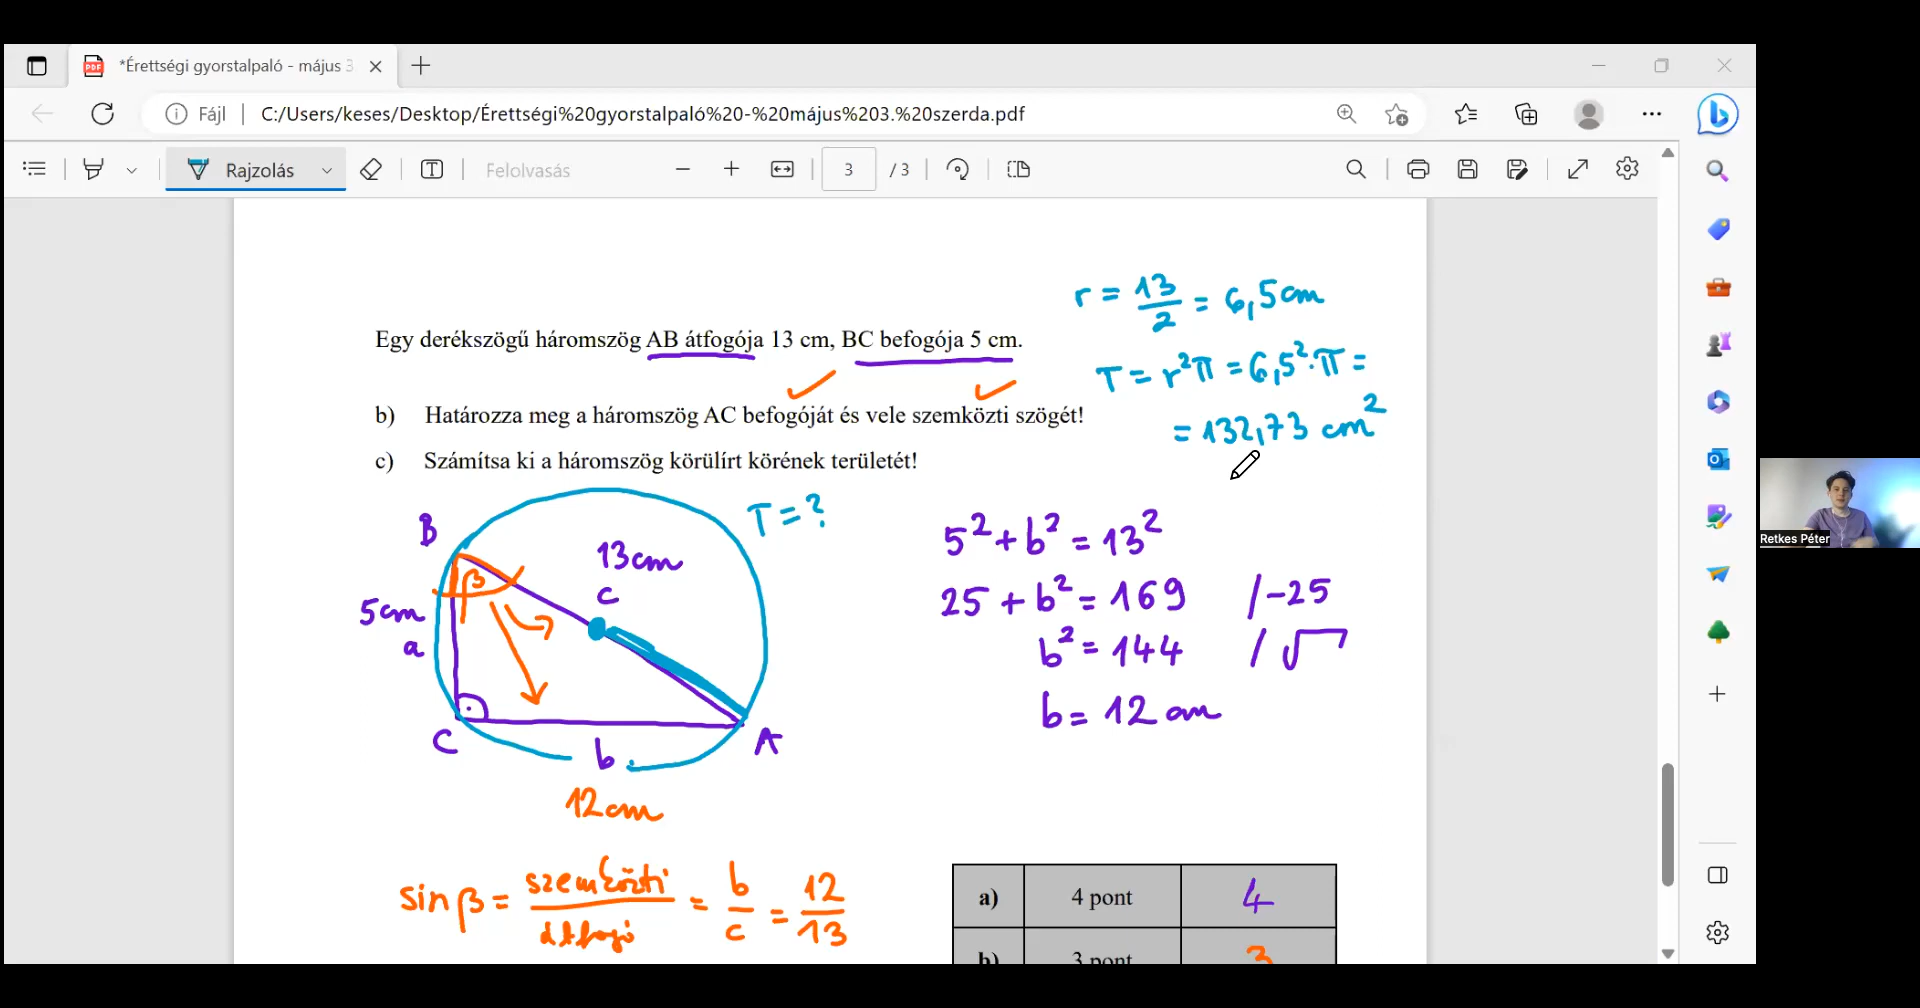 *Érettségi gyorstalpaló - május 3
Fájl
C:/Users/keses/Desktop/Érettségi%20gyorstalpaló%20-%20május%203.%20szerda.pdf
Rajzolás
Felolvasás
3 / 3
r = 13/2 = 6,5cm
Egy derékszögű háromszög AB átfogója 13 cm, BC befogója 5 cm.
T = r²π = 6,5²·π =
= 132,73 cm²
b) Határozza meg a háromszög AC befogóját és vele szemközti szögét!
c) Számítsa ki a háromszög körülírt körének területét!
T = ?
B
13cm
c
β
5cm
a
C
b
A
12cm
5² + b² = 13²
25 + b² = 169 /-25
b² = 144 /√
b = 12 cm
sin β = szemközti/átfogó = b/c = 12/13
a) 4 pont 4
b) 3 pont 3
Retkes Péter